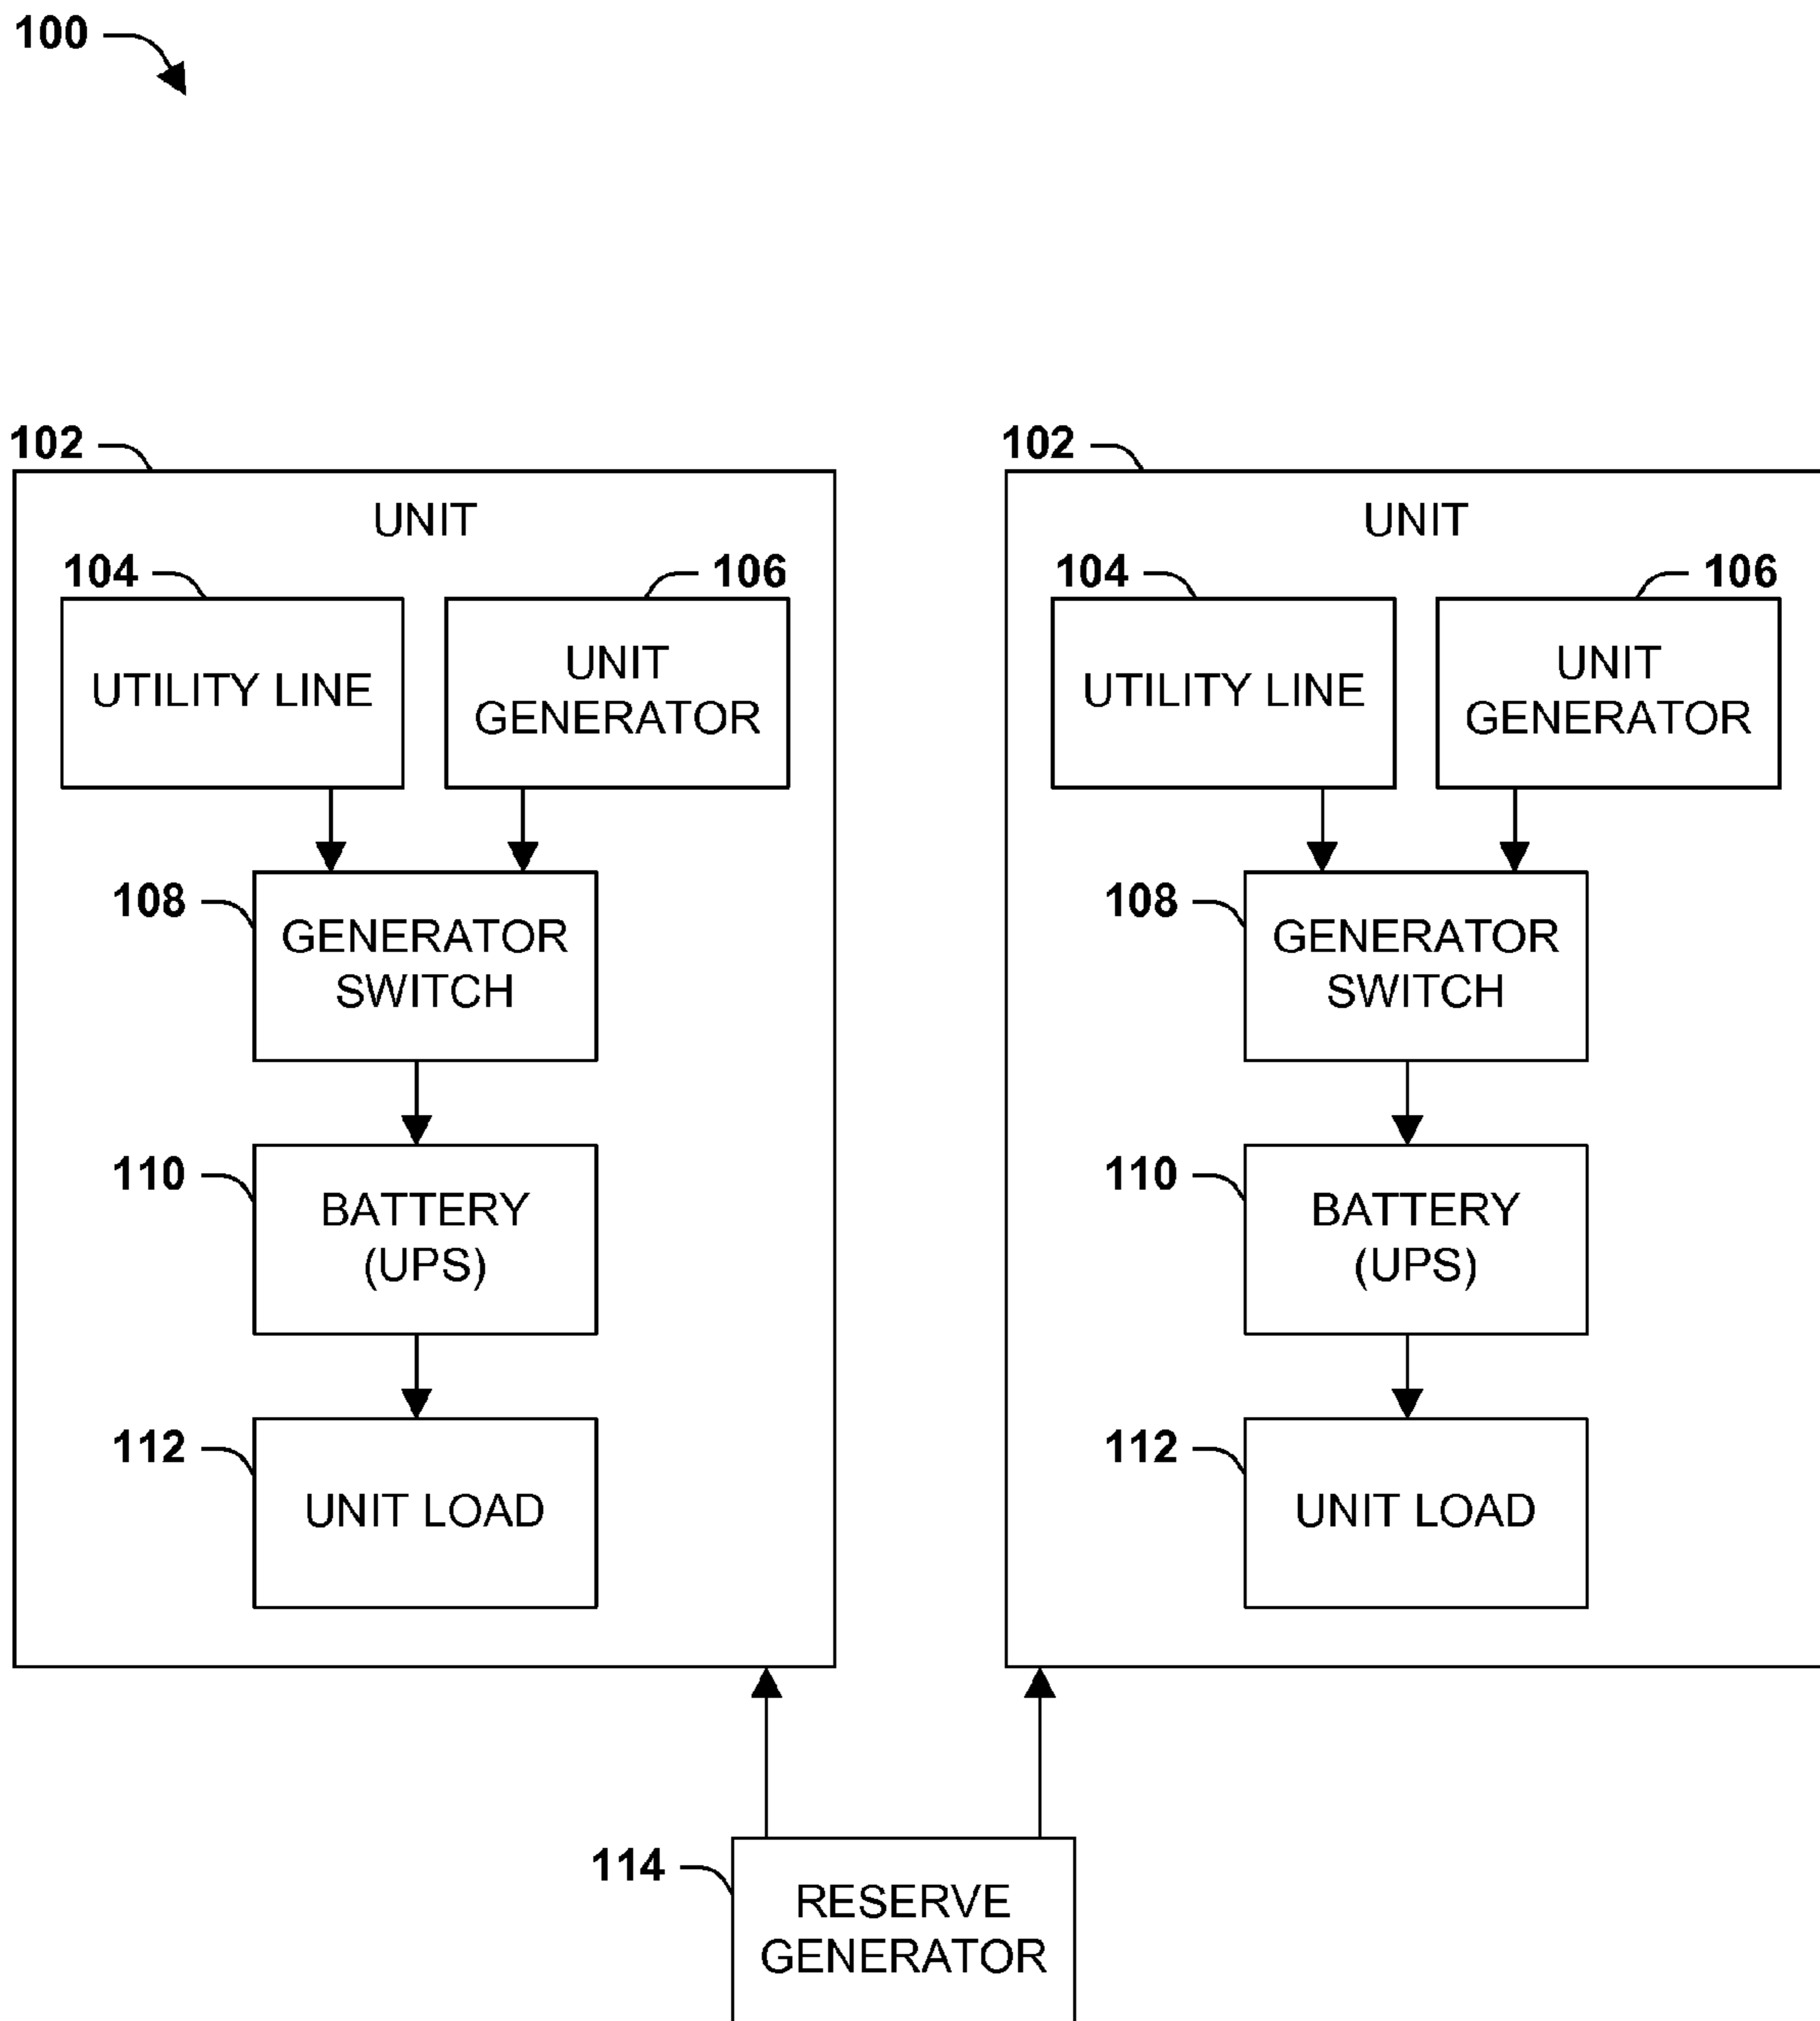 100
102
UNIT
104
106
UTILITY LINE
UNIT
GENERATOR
108
GENERATOR
SWITCH
110
BATTERY
(UPS)
112
UNIT LOAD
102
UNIT
104
106
UTILITY LINE
UNIT
GENERATOR
108
GENERATOR
SWITCH
110
BATTERY
(UPS)
112
UNIT LOAD
114
RESERVE
GENERATOR